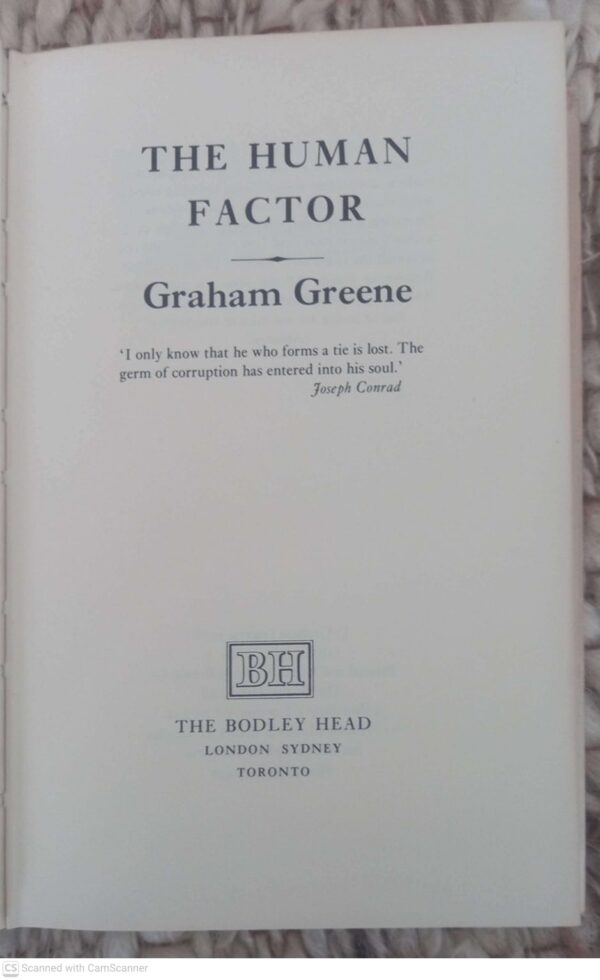 THE HUMAN
FACTOR
Graham Greene
'I only know that he who forms a tie is lost. The
germ of corruption has entered into his soul.'
Joseph Conrad
BH
THE BODLEY HEAD
LONDON SYDNEY
TORONTO
CS Scanned with CamScanner